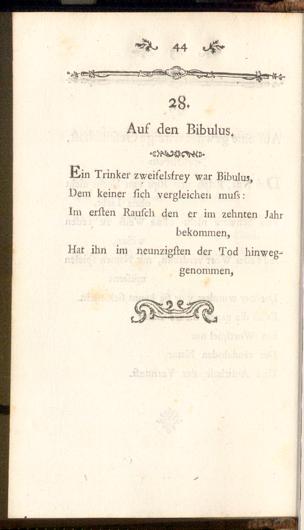 44
28.
Auf den Bibulus.
Ein Trinker zweifelsfrey war Bibulus,
Dem keiner sich vergleichen muß:
Im ersten Rausch den er im zehnten Jahr
bekommen,
Hat ihn im neunzigsten der Tod hinweg-
genommen,